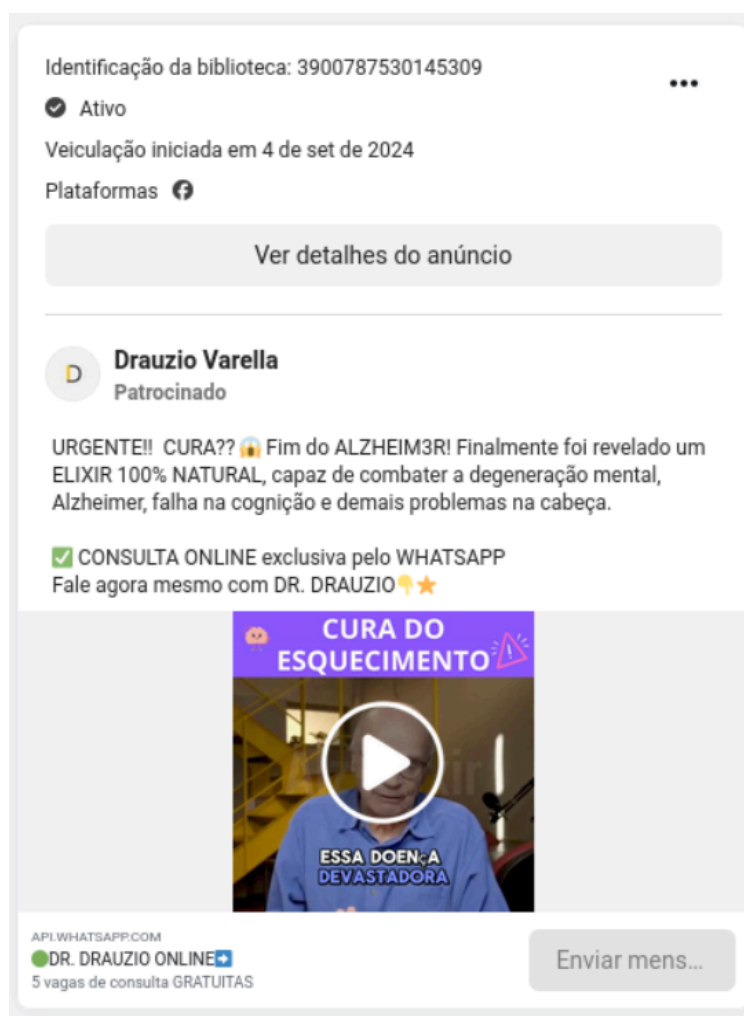 Identificação da biblioteca: 3900787530145309
Ativo
Veiculação iniciada em 4 de set de 2024
Plataformas
Ver detalhes do anúncio
D
Drauzio Varella
Patrocinado
URGENTE!! CURA?? 😱 Fim do ALZHEIM3R! Finalmente foi revelado um
ELIXIR 100% NATURAL, capaz de combater a degeneração mental,
Alzheimer, falha na cognição e demais problemas na cabeça.
✅ CONSULTA ONLINE exclusiva pelo WHATSAPP
Fale agora mesmo com DR. DRAUZIO👇⭐
CURA DO
ESQUECIMENTO
ESSA DOENÇA
DEVASTADORA
API.WHATSAPP.COM
🟢DR. DRAUZIO ONLINE➡️
5 vagas de consulta GRATUITAS
Enviar mens...